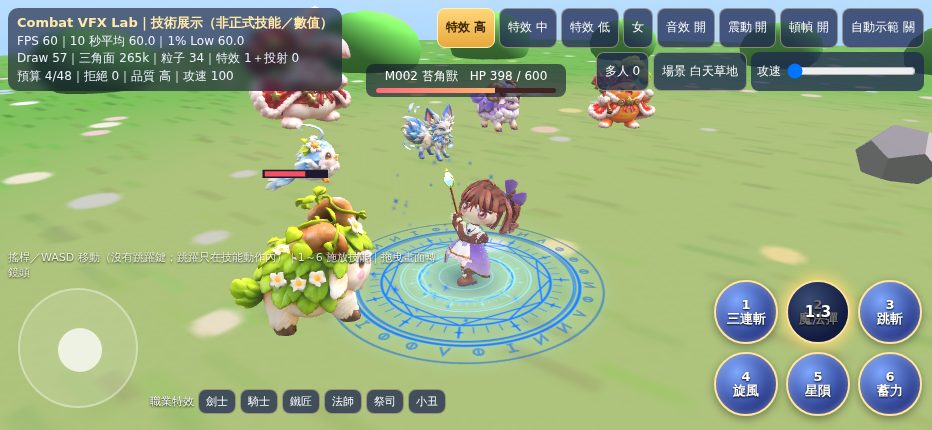 Combat VFX Lab｜技術展示（非正式技能／數值）
FPS 60｜10 秒平均 60.0｜1% Low 60.0
Draw 57｜三角面 265k｜粒子 34｜特效 1＋投射 0
預算 4/48｜拒絕 0｜品質 高｜攻速 100
特效 高
特效 中
特效 低
女
音效 開
震動 開
頓幀 開
自動示範 關
多人 0
場景 白天草地
攻速
M002 苔角獸 HP 398 / 600
搖桿／WASD 移動（沒有跳躍鍵；跳躍只在技能動作內）｜1～6 施放技能｜拖曳畫面轉
鏡頭
1
三連斬
2
魔法彈
1.3
3
跳斬
4
旋風
5
星隕
6
蓄力
職業特效
劍士
騎士
鐵匠
法師
祭司
小丑